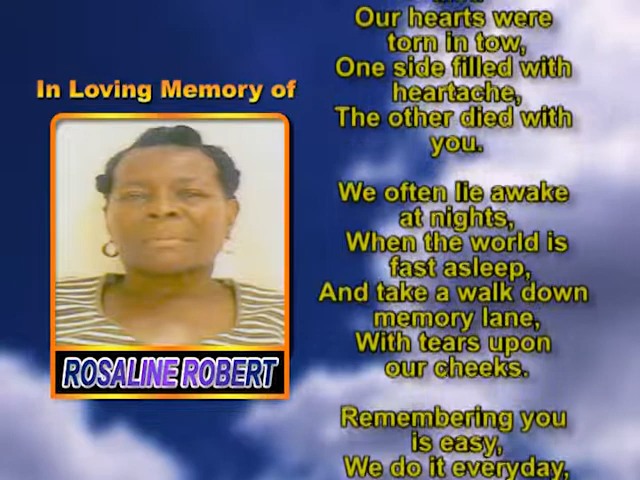 In Loving Memory of
ROSALINE ROBERT
Our hearts were
torn in tow,
One side filled with
heartache,
The other died with
you.
We often lie awake
at nights,
When the world is
fast asleep,
And take a walk down
memory lane,
With tears upon
our cheeks.
Remembering you
is easy,
We do it everyday,